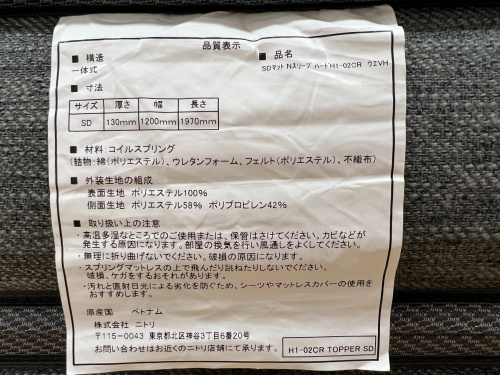 品質表示
■ 構造
一体式
■ 品名
SDマット Nスリープ ハードH1-02CR ウエVH
■ 寸法
サイズ 厚さ 幅 長さ
SD 130mm 1200mm 1970mm
■ 材料:コイルスプリング
(詰物:綿(ポリエステル)、ウレタンフォーム、フェルト(ポリエステル)、不織布)
■ 外装生地の組成
表面生地 ポリエステル100%
側面生地 ポリエステル58% ポリプロピレン42%
■ 取り扱い上の注意
・高温多湿なところでのご使用または、保管はさけてください。カビなどが
発生する原因になります。部屋の換気を行い風通しをよくしてください。
・無理に折り曲げないでください。破損の原因になります。
・スプリングマットレスの上で飛んだり跳ねたりしないでください。
破損、ケガをするおそれがあります。
・汚れと直射日光による劣化を防ぐため、シーツやマットレスカバーの使用を
おすすめします。
原産国 ベトナム
株式会社 ニトリ
〒115-0043 東京都北区神谷3丁目6番20号
お問い合わせはお近くのニトリ店舗にて承ります。
H1-02CR TOPPER SD